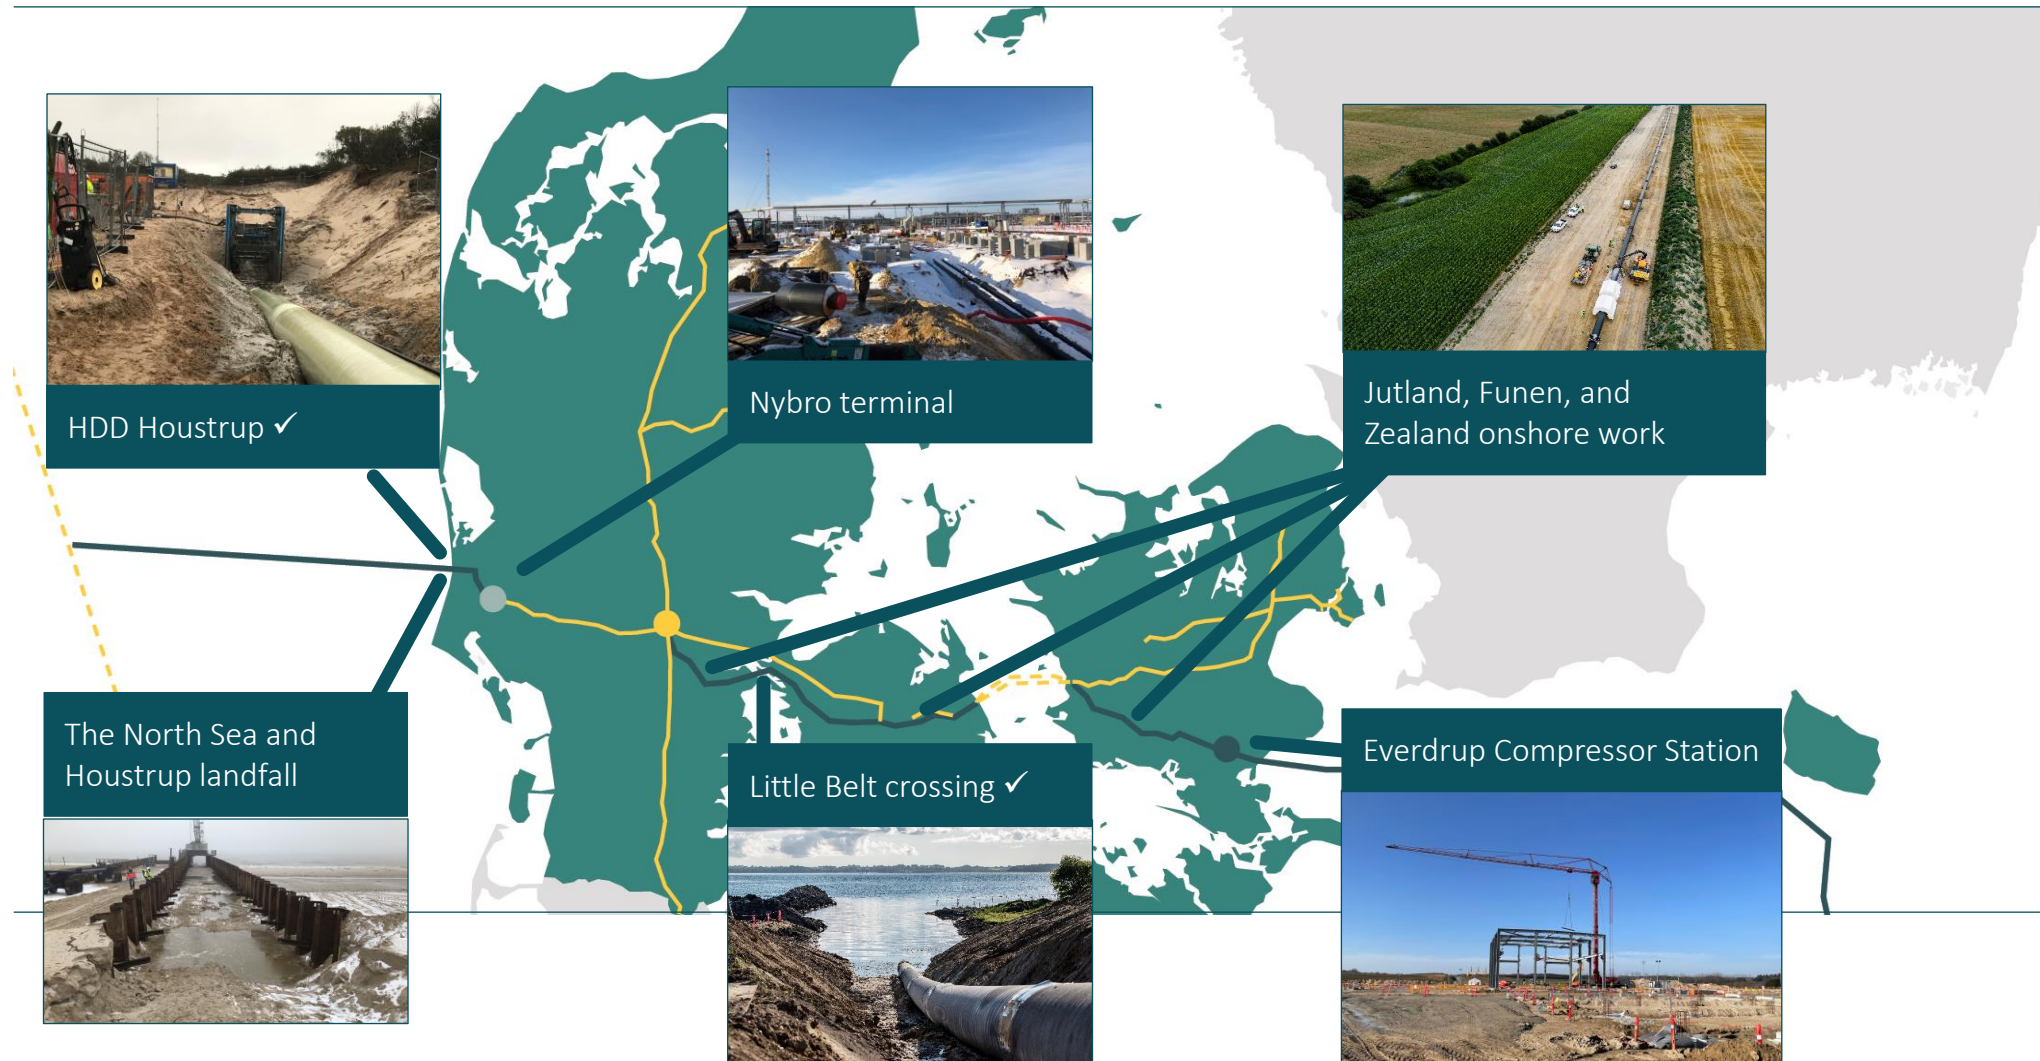 HDD Houstrup ✓
Nybro terminal
Jutland, Funen, and
Zealand onshore work
The North Sea and
Houstrup landfall
Little Belt crossing ✓
Everdrup Compressor Station